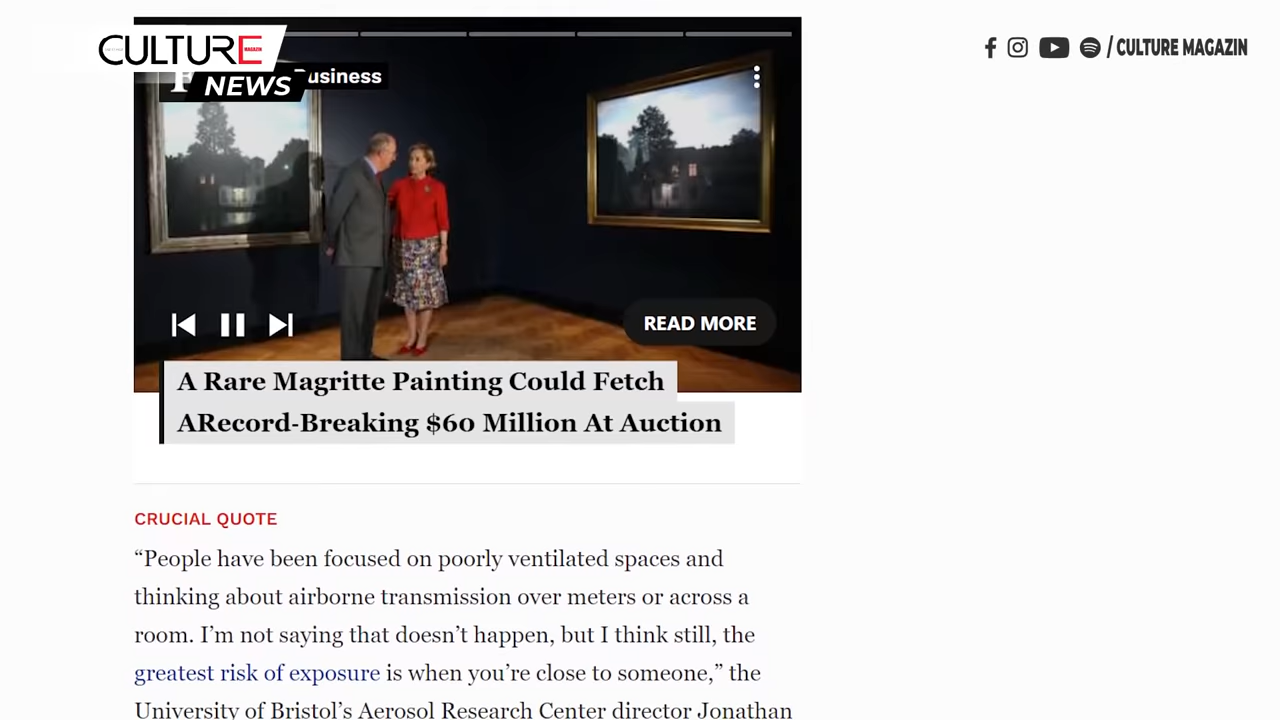 CULTURE
MAGAZIN
NEWS
usiness
/ CULTURE MAGAZIN
READ MORE
A Rare Magritte Painting Could Fetch
ARecord-Breaking $60 Million At Auction
CRUCIAL QUOTE
“People have been focused on poorly ventilated spaces and
thinking about airborne transmission over meters or across a
room. I’m not saying that doesn’t happen, but I think still, the
greatest risk of exposure is when you’re close to someone,” the
University of Bristol’s Aerosol Research Center director Jonathan